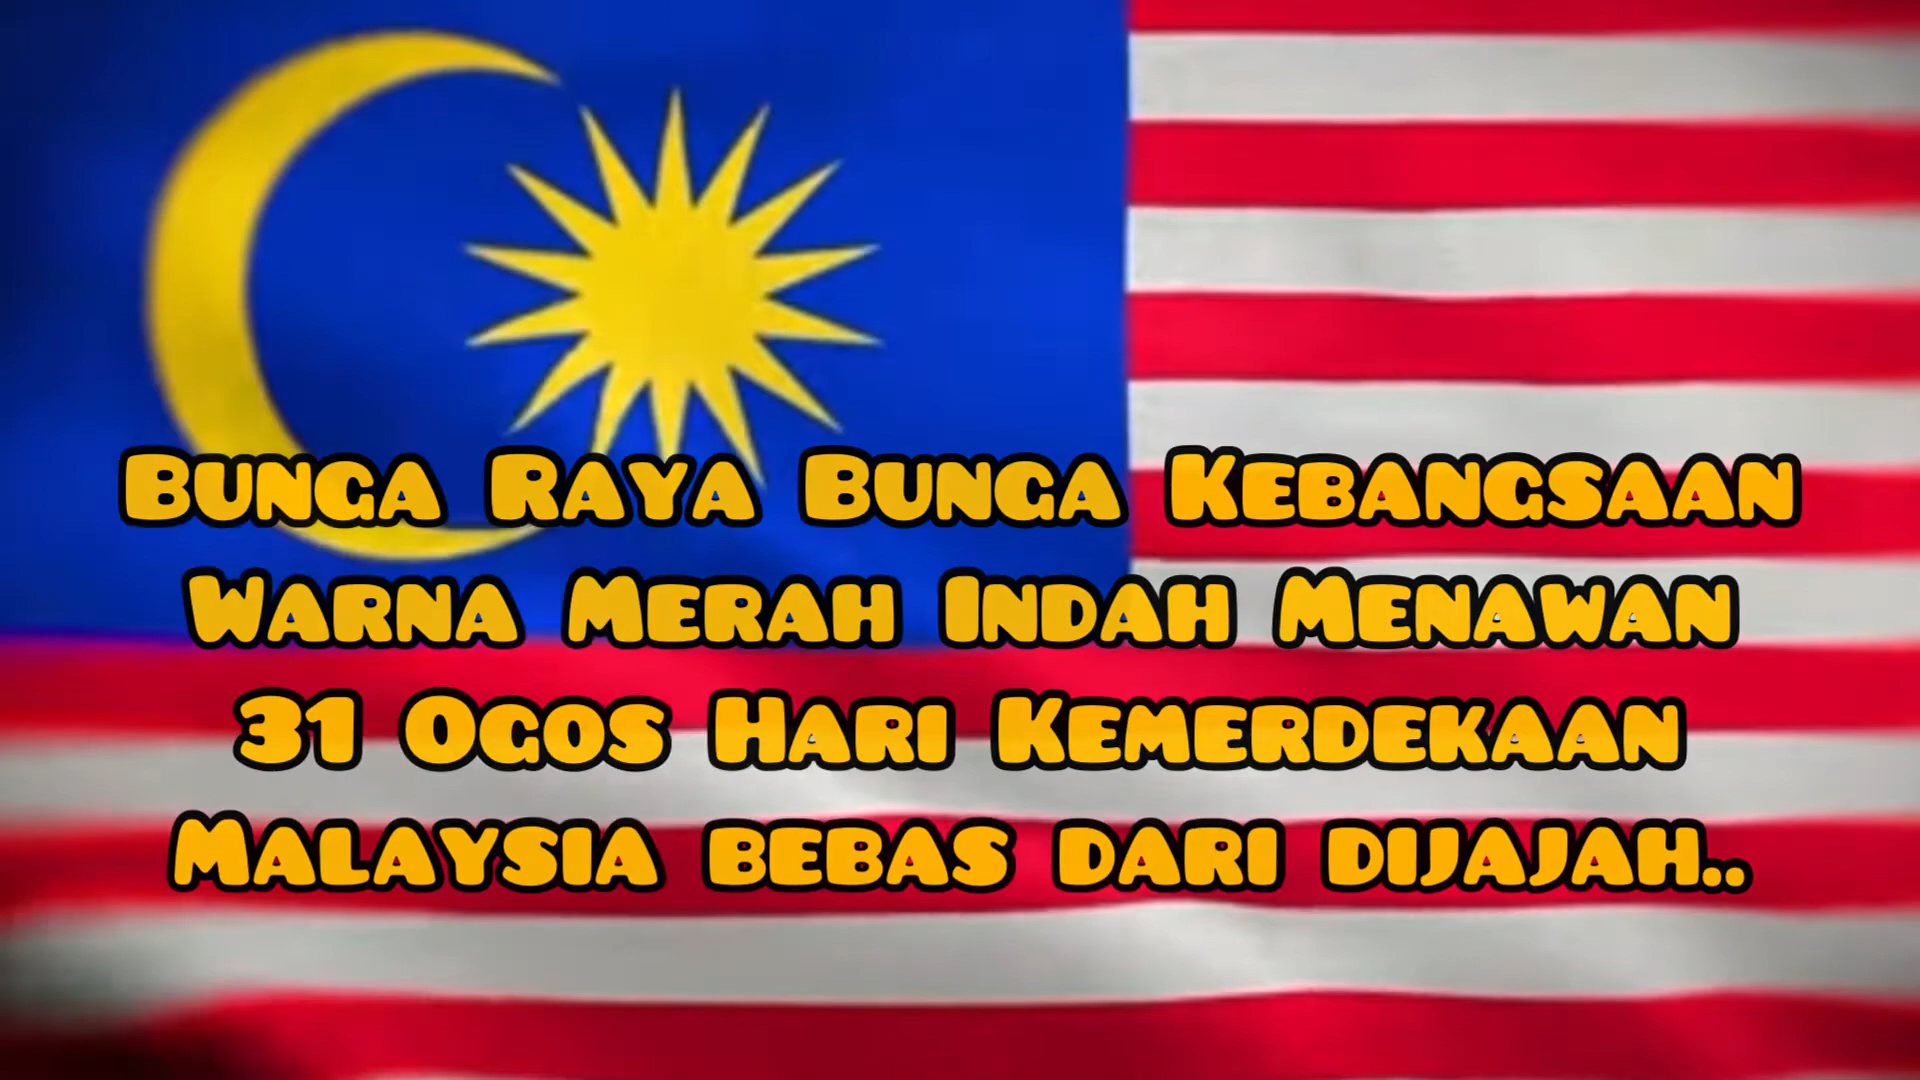 Bunga Raya Bunga Kebangsaan
Warna Merah Indah Menawan
31 Ogos Hari Kemerdekaan
Malaysia bebas dari dijajah..